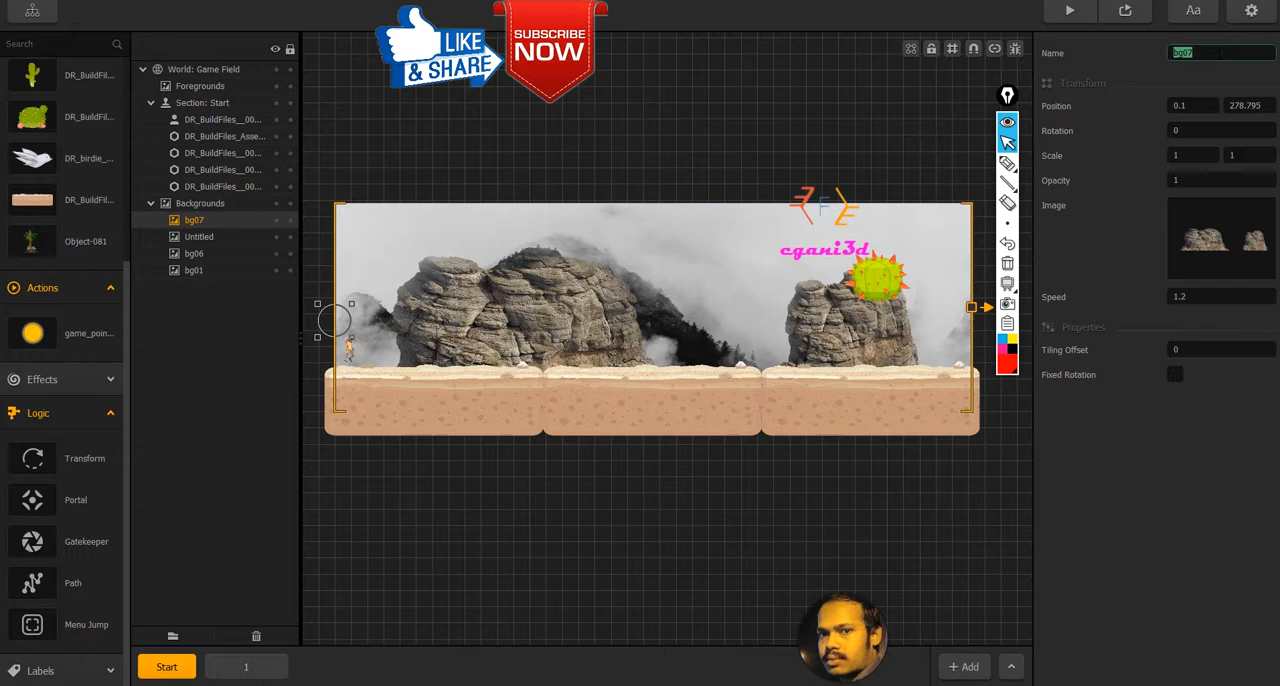 Search
DR_BuildFil...
DR_BuildFil...
DR_birdie_...
DR_BuildFil...
Object-081
Actions
game_poin...
Effects
Logic
Transform
Portal
Gatekeeper
Path
Menu Jump
Labels
World: Game Field
Foregrounds
Section: Start
DR_BuildFiles__00...
DR_BuildFiles_Asse...
DR_BuildFiles__00...
DR_BuildFiles__00...
DR_BuildFiles__00...
Backgrounds
bg07
Untitled
bg06
bg01
LIKE
& SHARE
SUBSCRIBE
NOW
cgani3d
Start
1
Add
Aa
Name
bg07
Transform
Position
0.1
278.795
Rotation
0
Scale
1
1
Opacity
1
Image
Speed
1.2
Properties
Tiling Offset
0
Fixed Rotation